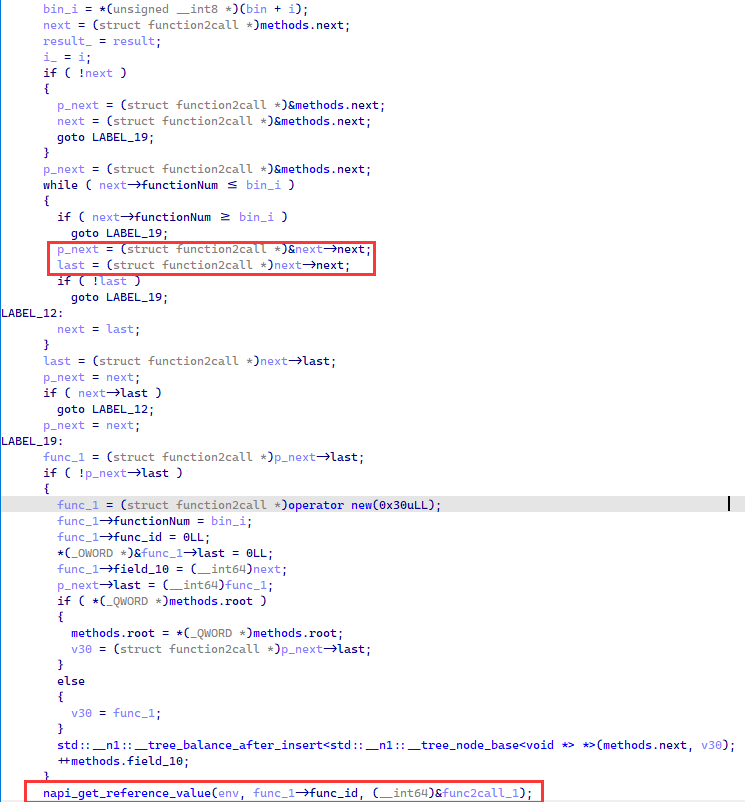 bin_i = *(unsigned __int8 *)(bin + i);
next = (struct function2call *)methods.next;
result_ = result;
i_ = i;
if ( !next )
{
p_next = (struct function2call *)&methods.next;
next = (struct function2call *)&methods.next;
goto LABEL_19;
}
p_next = (struct function2call *)&methods.next;
while ( next→functionNum ≤ bin_i )
{
if ( next→functionNum ≥ bin_i )
goto LABEL_19;
p_next = (struct function2call *)&next→next;
last = (struct function2call *)next→next;
if ( !last )
goto LABEL_19;
LABEL_12:
next = last;
}
last = (struct function2call *)next→last;
p_next = next;
if ( next→last )
goto LABEL_12;
p_next = next;
LABEL_19:
func_1 = (struct function2call *)p_next→last;
if ( !p_next→last )
{
func_1 = (struct function2call *)operator new(0x30uLL);
func_1→functionNum = bin_i;
func_1→func_id = 0LL;
*(_OWORD *)&func_1→last = 0LL;
func_1→field_10 = (__int64)next;
p_next→last = (__int64)func_1;
if ( *(_QWORD *)methods.root )
{
methods.root = *(_QWORD *)methods.root;
v30 = (struct function2call *)p_next→last;
}
else
{
v30 = func_1;
}
std::__n1::__tree_balance_after_insert<std::__n1::__tree_node_base<void *> *>(methods.next, v30);
++methods.field_10;
}
napi_get_reference_value(env, func_1→func_id, (__int64)&func2call_1);